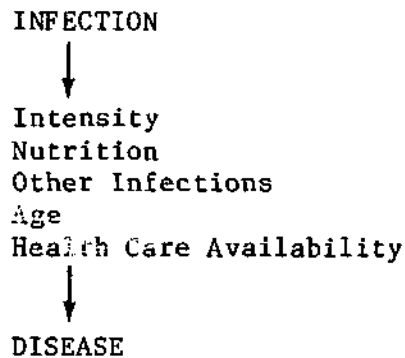 INFECTION
Intensity
Nutrition
Other Infections
Age
Health Care Availability
DISEASE